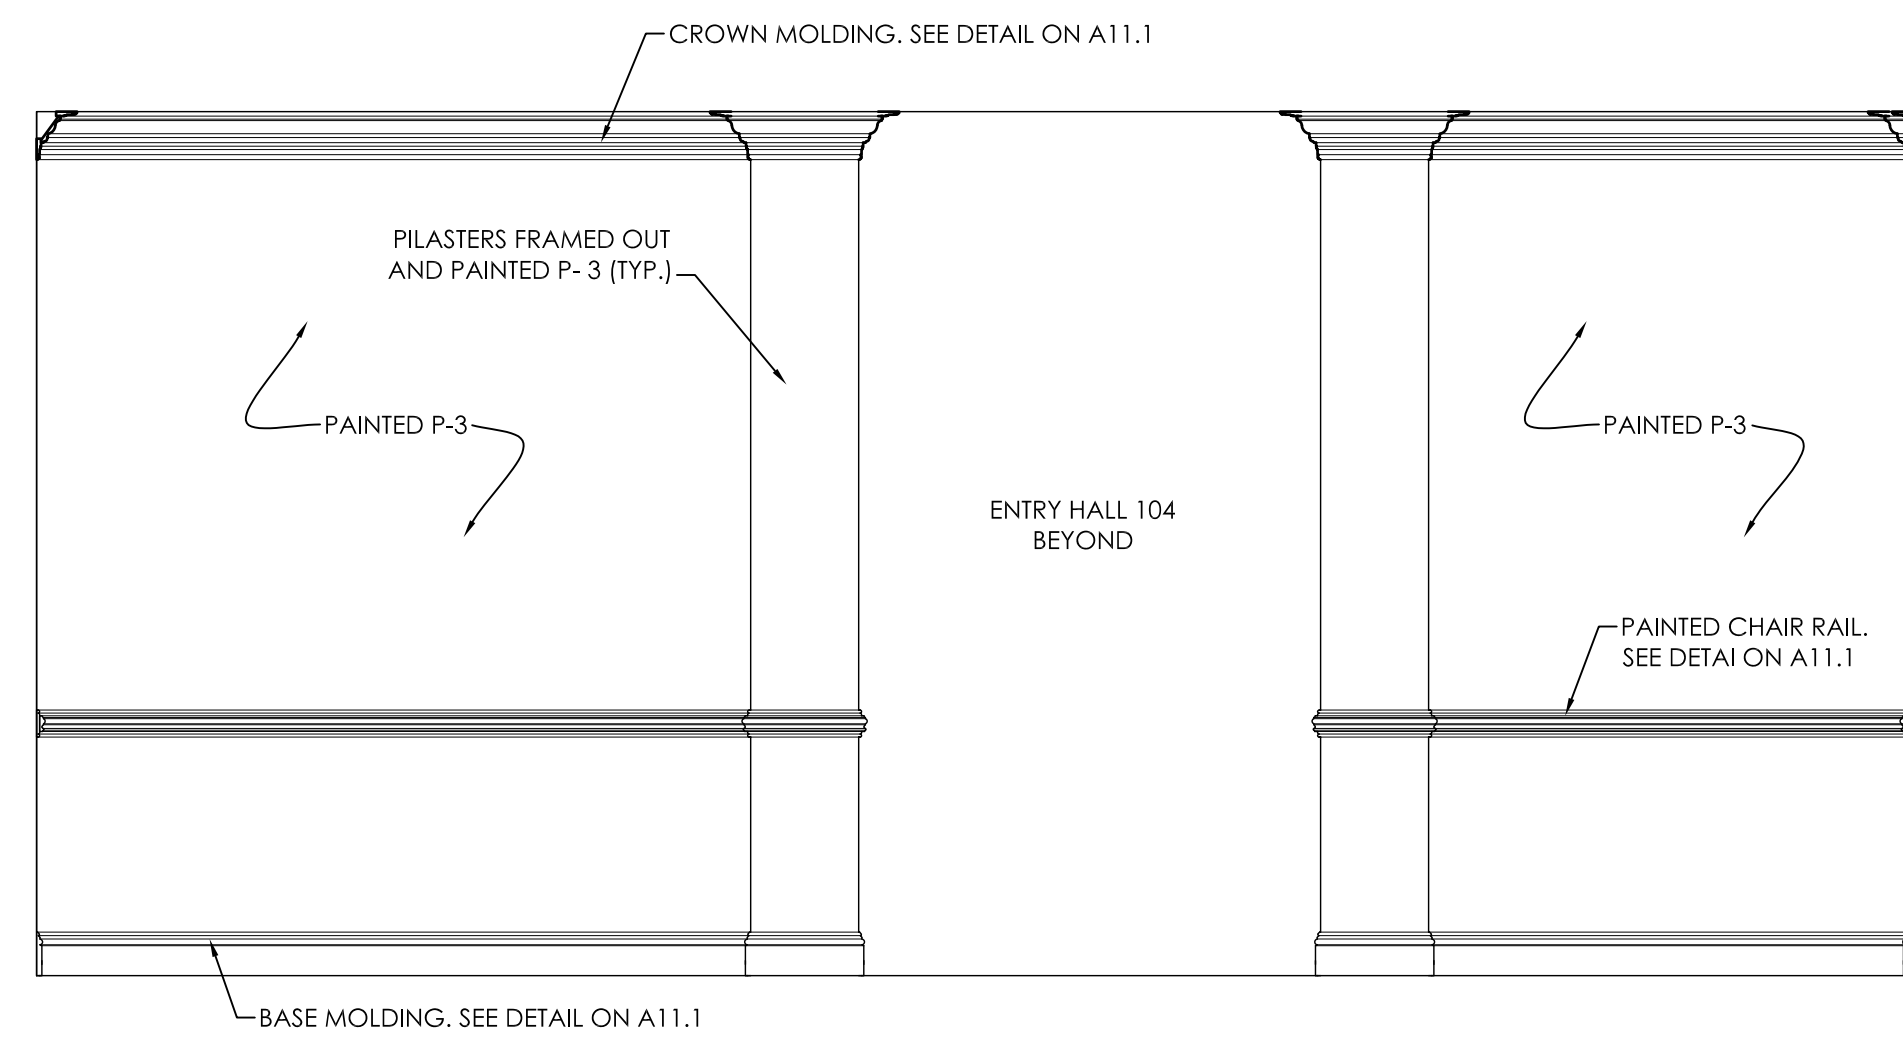 CROWN MOLDING. SEE DETAIL ON A11.1
PILASTERS FRAMED OUT
AND PAINTED P- 3 (TYP.)
PAINTED P-3
PAINTED P-3
ENTRY HALL 104
BEYOND
PAINTED CHAIR RAIL.
SEE DETAI ON A11.1
BASE MOLDING. SEE DETAIL ON A11.1